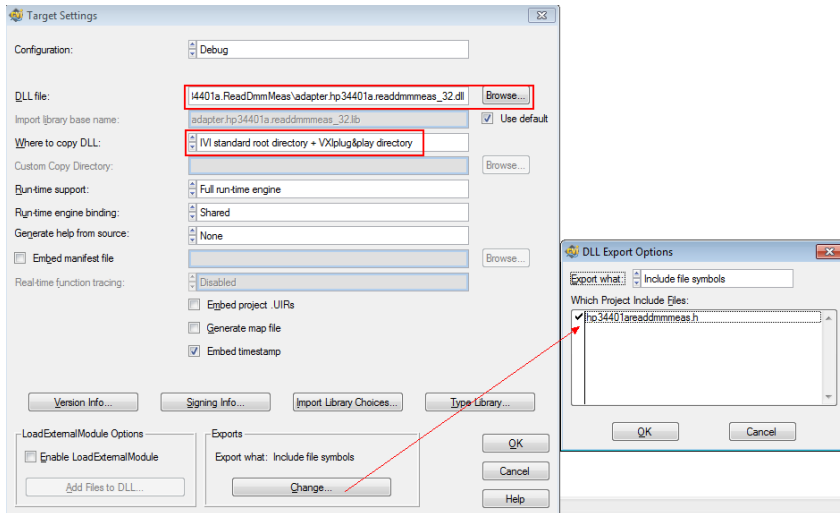 Target Settings
Configuration:
Debug
DLL file:
l4401a.ReadDmmMeas\adapter.hp34401a.readdmmmeas_32.dll
Browse...
Import library base name:
adapter.hp34401a.readdmmmeas_32.lib
Use default
Where to copy DLL:
IVI standard root directory + VXIplug&play directory
Custom Copy Directory:
Browse...
Run-time support:
Full run-time engine
Run-time engine binding:
Shared
Generate help from source:
None
Embed manifest file
Browse...
Real-time function tracing:
Disabled
Embed project .UIRs
Generate map file
Embed timestamp
Version Info...
Signing Info...
Import Library Choices...
Type Library...
LoadExternalModule Options
Enable LoadExternalModule
Add Files to DLL...
Exports
Export what: Include file symbols
Change...
OK
Cancel
Help
DLL Export Options
Export what:
Include file symbols
Which Project Include Files:
hp34401areaddmmmeas.h
OK
Cancel